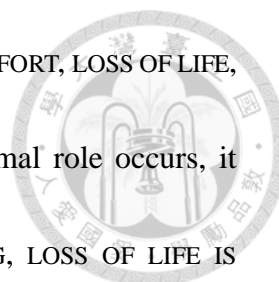 FORT, LOSS OF LIFE,
mal role occurs, it
G, LOSS OF LIFE IS